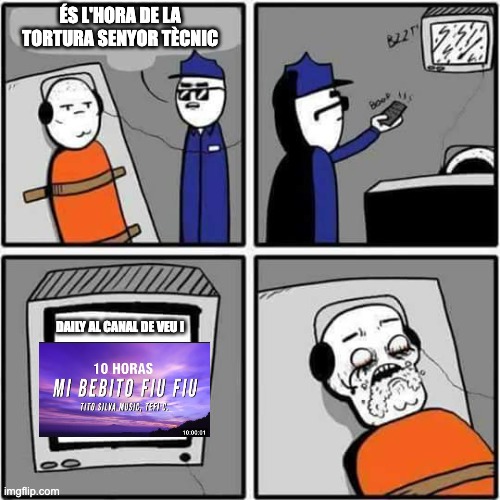 ÉS L'HORA DE LA
TORTURA SENYOR TÈCNIC
BZZT
BOOP
DAILY AL CANAL DE VEU I
10 HORAS
MI BEBITO FIU FIU
TITO SILVA MUSIC, TEFI C.
10:00:01
imgflip.com